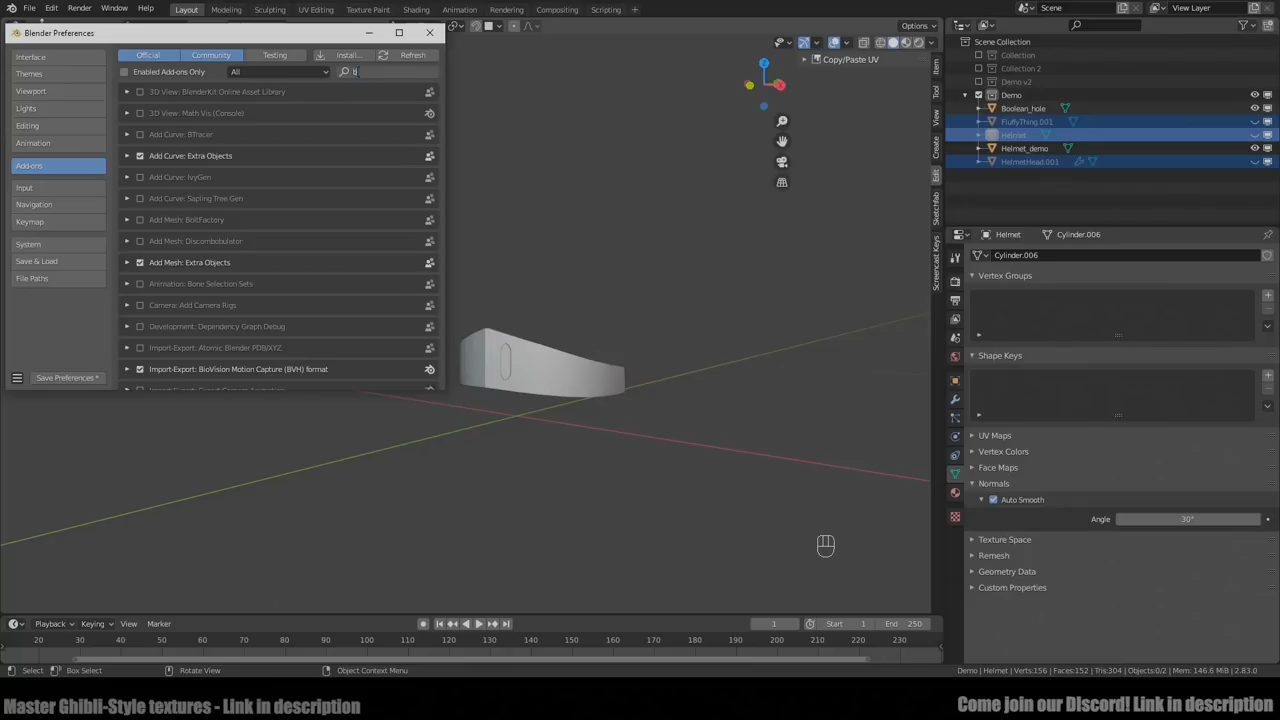 File Edit Render Window Help Layout Modeling Sculpting UV Editing Texture Paint Shading Animation Rendering Compositing Scripting Scene View Layer
Blender Preferences
Options
Interface
Themes
Viewport
Lights
Editing
Animation
Add-ons
Input
Navigation
Keymap
System
Save & Load
File Paths
Save Preferences *
Official Community Testing Install... Refresh
Enabled Add-ons Only All b
3D View: BlenderKit Online Asset Library
3D View: Math Vis (Console)
Add Curve: BTracer
Add Curve: Extra Objects
Add Curve: IvyGen
Add Curve: Sapling Tree Gen
Add Mesh: BoltFactory
Add Mesh: Discombobulator
Add Mesh: Extra Objects
Animation: Bone Selection Sets
Camera: Add Camera Rigs
Development: Dependency Graph Debug
Import-Export: Atomic Blender PDB/XYZ
Import-Export: BioVision Motion Capture (BVH) format
Z
Copy/Paste UV
Item
Tool
View
Create
Edit
Sketchfab
Screencast Keys
Scene Collection
Collection
Collection 2
Demo v2
Demo
Boolean_hole
FluffyThing.001
Helmet
Helmet_demo
HelmetHead.001
Helmet Cylinder.006
Cylinder.006
Vertex Groups
Shape Keys
UV Maps
Vertex Colors
Face Maps
Normals
Auto Smooth
Angle 30°
Texture Space
Remesh
Geometry Data
Custom Properties
Playback Keying View Marker 1 Start 1 End 250
20 30 40 50 60 70 80 90 100 110 120 130 140 150 160 170 180 190 200 210 220 230
Select Box Select Rotate View Object Context Menu Demo | Helmet | Verts:156 | Faces:152 | Tris:304 | Objects:0/2 | Mem: 146.6 MiB | 2.83.0
Master Ghibli-Style textures - Link in description Come join our Discord! Link in description